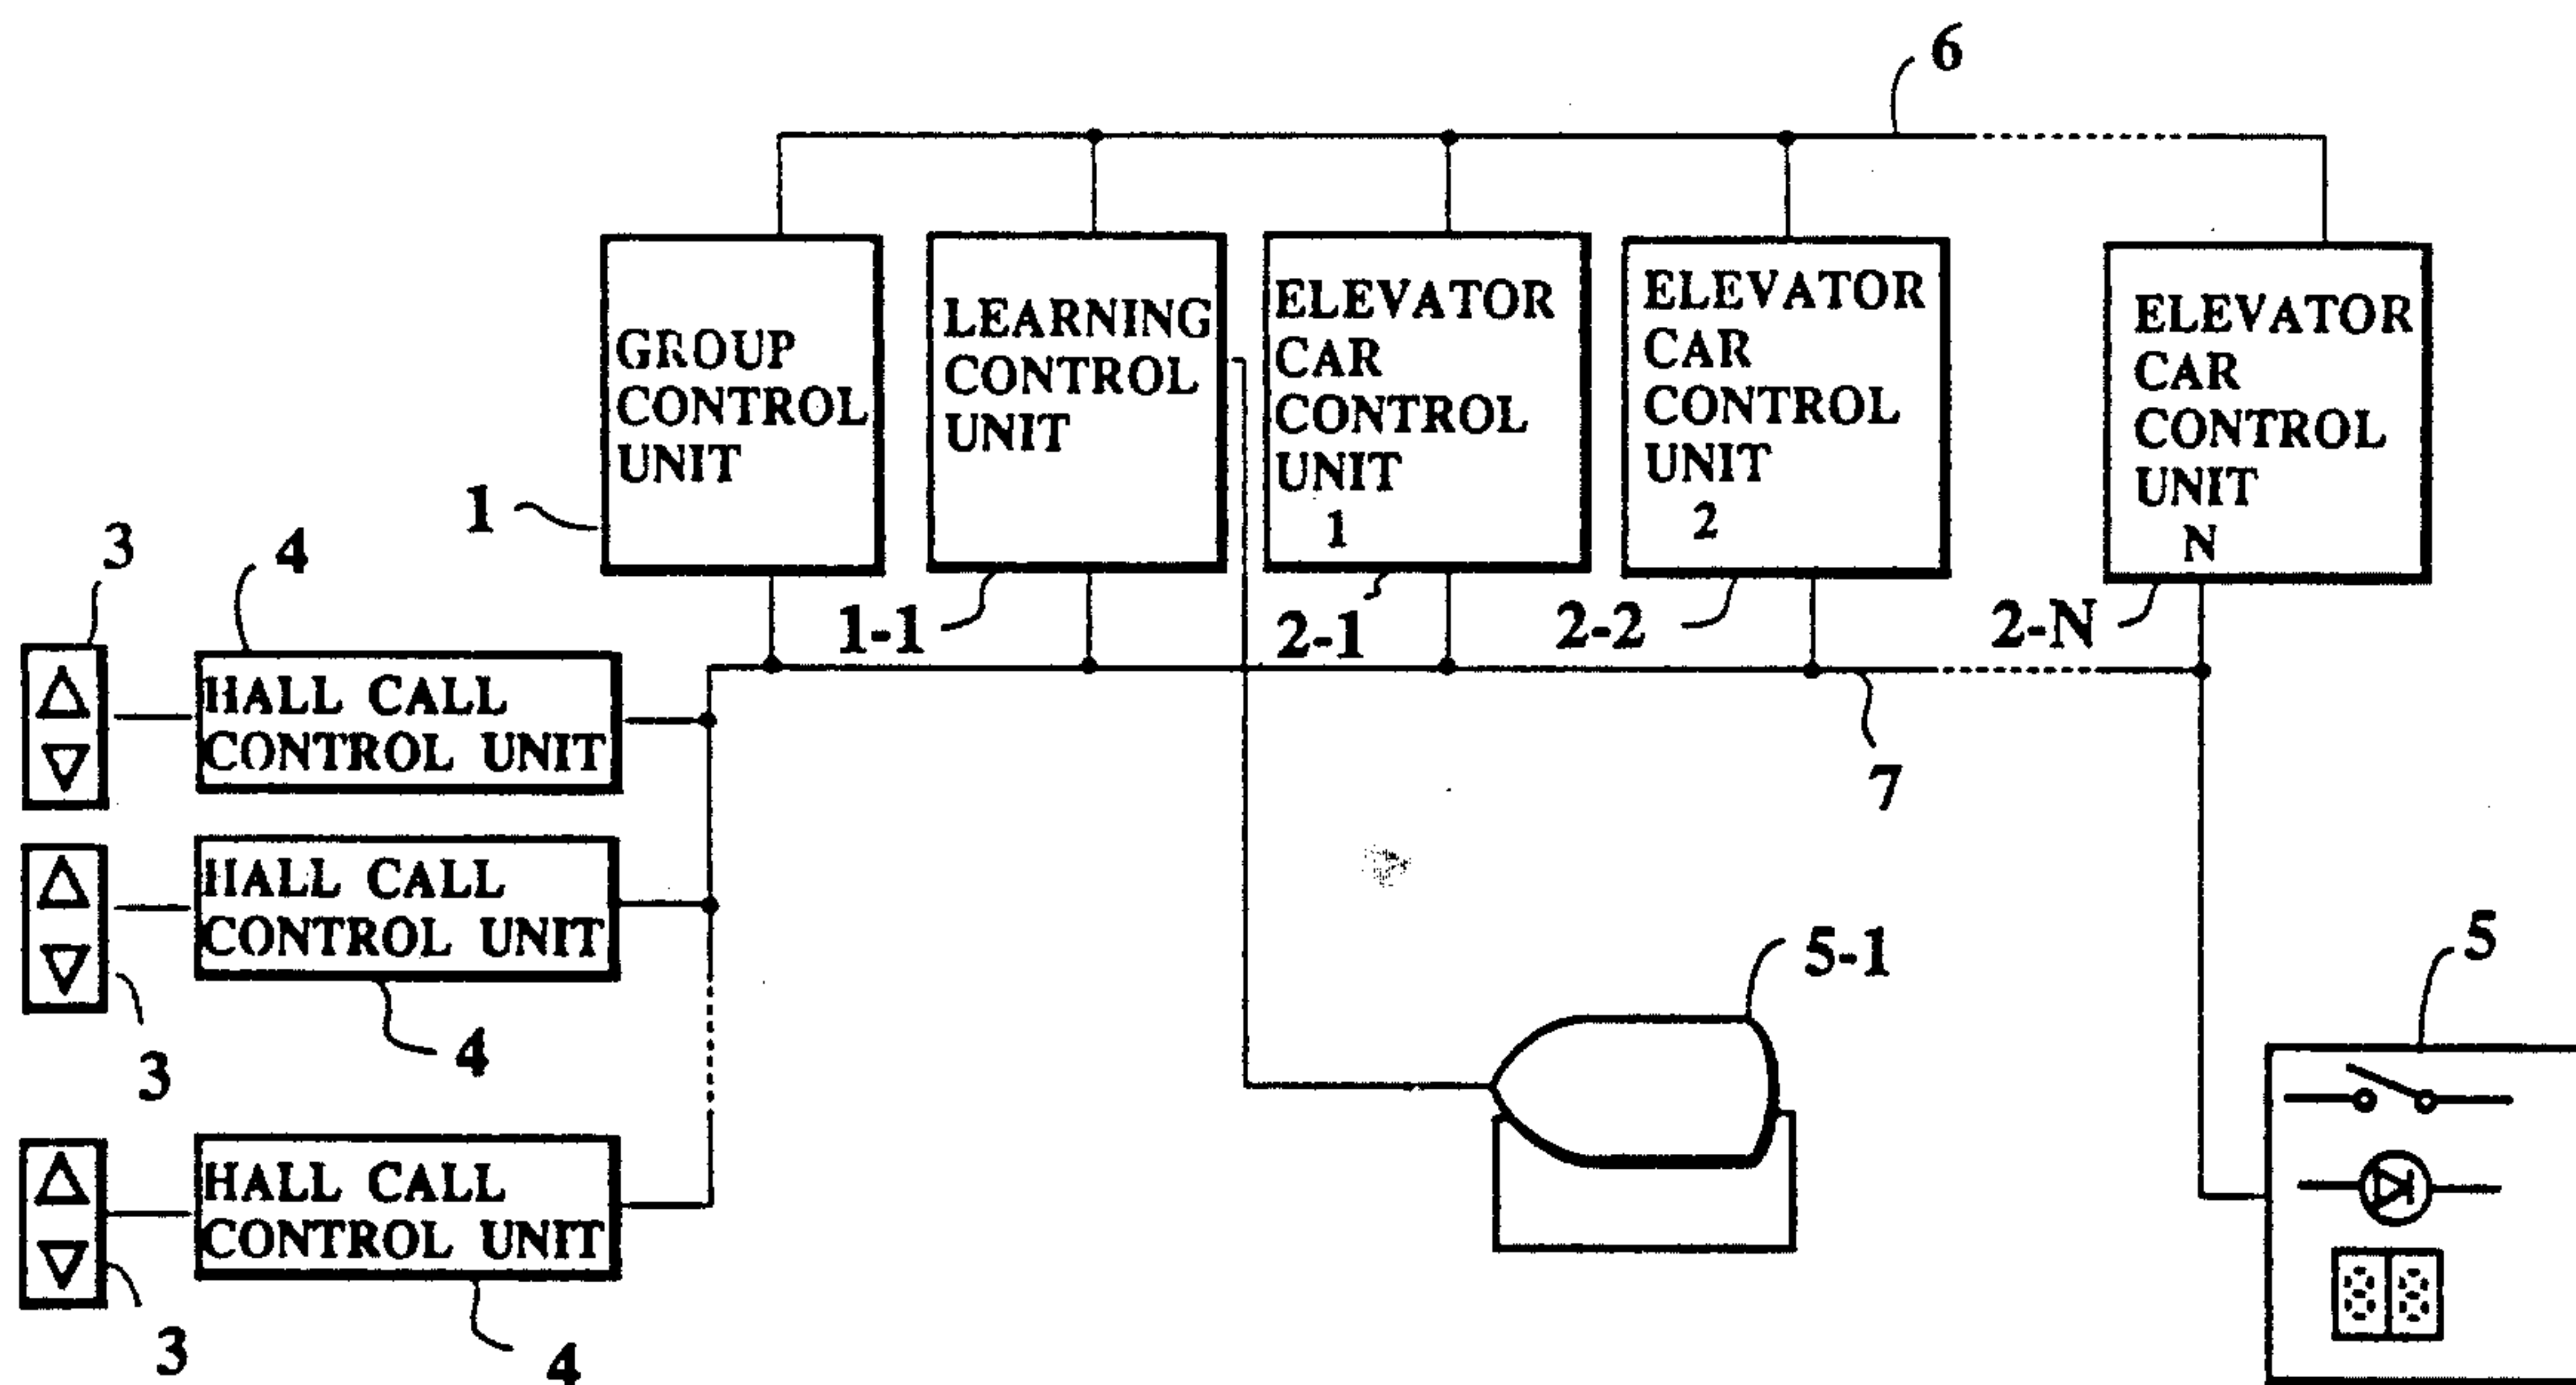 6
GROUP
CONTROL
UNIT
LEARNING
CONTROL
UNIT
ELEVATOR
CAR
CONTROL
UNIT
1
ELEVATOR
CAR
CONTROL
UNIT
2
ELEVATOR
CAR
CONTROL
UNIT
N
1
1-1
2-1
2-2
2-N
3
4
HALL CALL
CONTROL UNIT
7
HALL CALL
CONTROL UNIT
3
4
5-1
5
HALL CALL
CONTROL UNIT
3
4
88